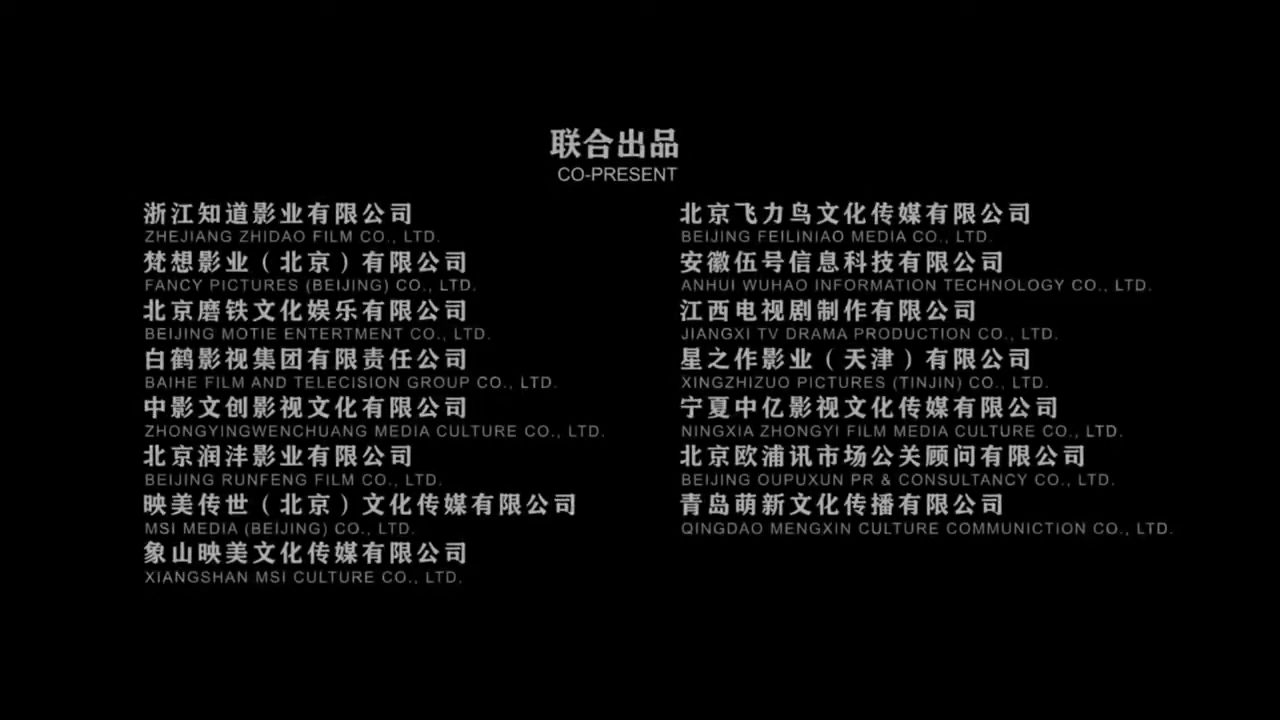 联合出品
CO-PRESENT
浙江知道影业有限公司
ZHEJIANG ZHIDAO FILM CO., LTD.
梵想影业（北京）有限公司
FANCY PICTURES (BEIJING) CO., LTD.
北京磨铁文化娱乐有限公司
BEIJING MOTIE ENTERTMENT CO., LTD.
白鹤影视集团有限责任公司
BAIHE FILM AND TELECISION GROUP CO., LTD.
中影文创影视文化有限公司
ZHONGYINGWENCHUANG MEDIA CULTURE CO., LTD.
北京润沣影业有限公司
BEIJING RUNFENG FILM CO., LTD.
映美传世（北京）文化传媒有限公司
MSI MEDIA (BEIJING) CO., LTD.
象山映美文化传媒有限公司
XIANGSHAN MSI CULTURE CO., LTD.
北京飞力鸟文化传媒有限公司
BEIJING FEILINIAO MEDIA CO., LTD.
安徽伍号信息科技有限公司
ANHUI WUHAO INFORMATION TECHNOLOGY CO., LTD.
江西电视剧制作有限公司
JIANGXI TV DRAMA PRODUCTION CO., LTD.
星之作影业（天津）有限公司
XINGZHIZUO PICTURES (TINJIN) CO., LTD.
宁夏中亿影视文化传媒有限公司
NINGXIA ZHONGYI FILM MEDIA CULTURE CO., LTD.
北京欧浦讯市场公关顾问有限公司
BEIJING OUPUXUN PR & CONSULTANCY CO., LTD.
青岛萌新文化传播有限公司
QINGDAO MENGXIN CULTURE COMMUNICTION CO., LTD.